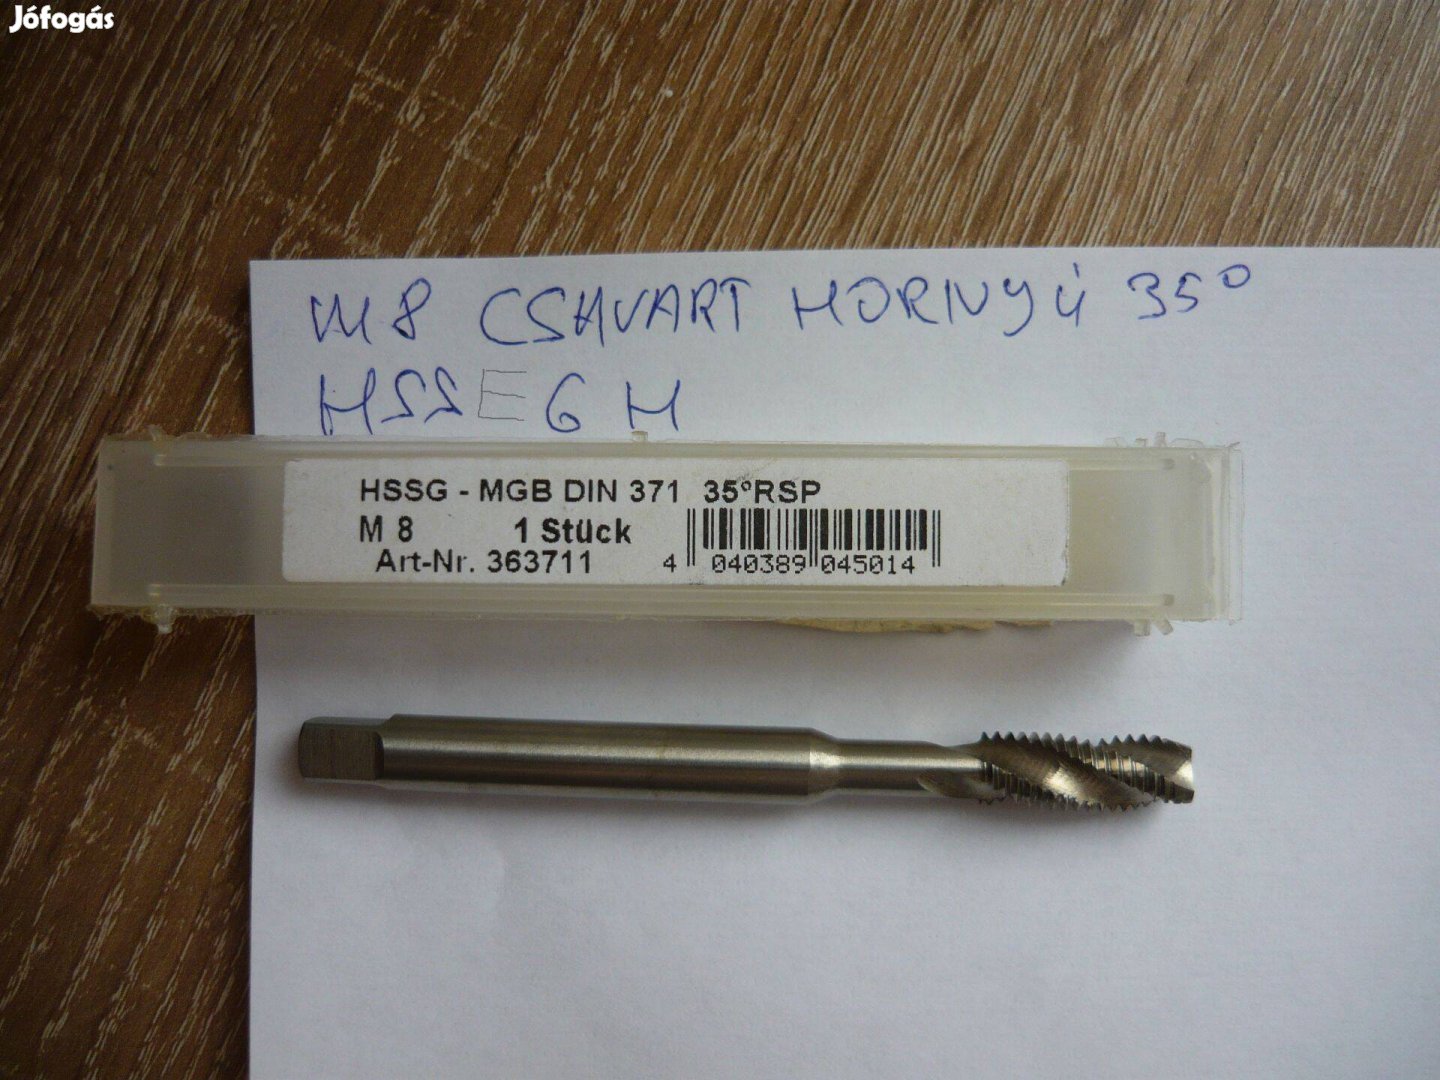 Jófogás
M8 CSAVART HORNYú 35°
HSSE 6H
HSSG - MGB DIN 371 35°RSP
M 8 1 Stück
Art-Nr. 363711
4 040389 045014